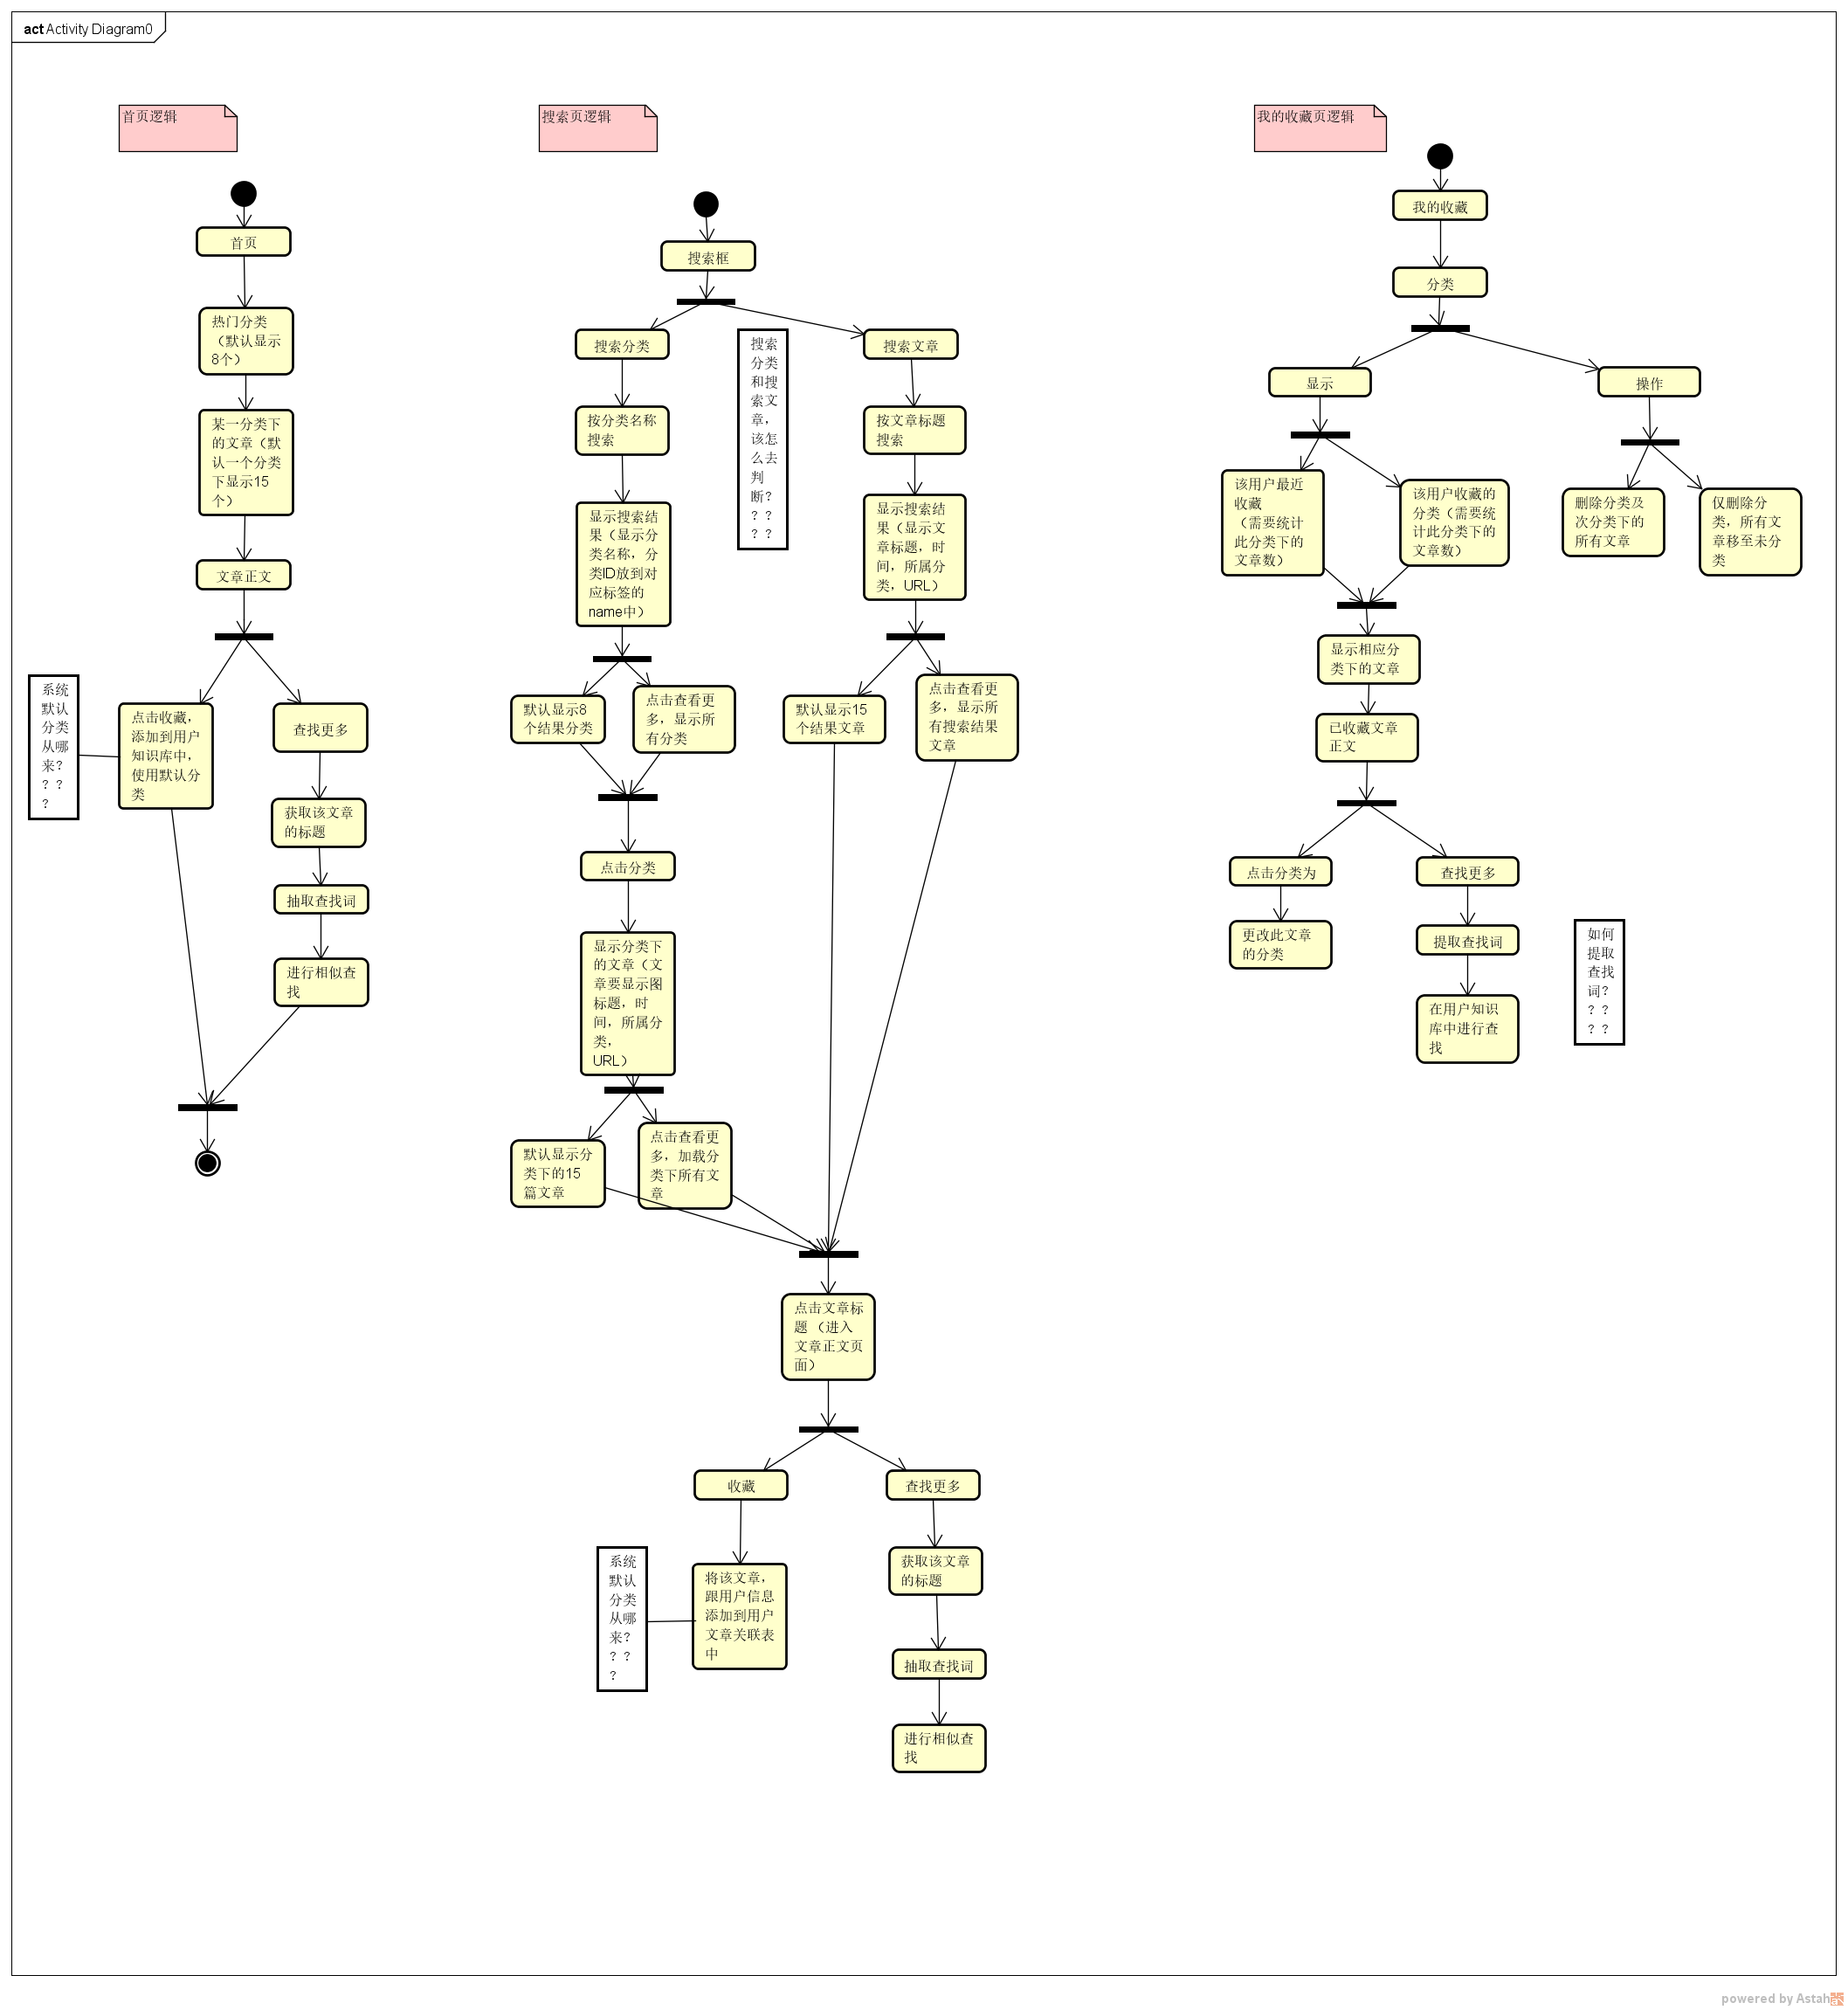 act Activity Diagram0
首页逻辑
首页
热门分类
（默认显示
8个）
某一分类下
的文章（默
认一个分类
下显示15
个）
文章正文
系统
默认
分类
从哪
来？
？？
？
点击收藏，
添加到用户
知识库中，
使用默认分
类
查找更多
获取该文章
的标题
抽取查找词
进行相似查
找
搜索页逻辑
搜索框
搜索分类
搜索
分类
和搜
索文
章，
该怎
么去
判
断？
？？
？？
搜索文章
按分类名称
搜索
按文章标题
搜索
显示搜索结
果（显示分
类名称，分
类ID放到对
应标签的
name中）
显示搜索结
果（显示文
章标题，时
间，所属分
类，URL）
默认显示8
个结果分类
点击查看更
多，显示所
有分类
默认显示15
个结果文章
点击查看更
多，显示所
有搜索结果
文章
点击分类
显示分类下
的文章（文
章要显示图
标题，时
间，所属分
类，
URL）
默认显示分
类下的15
篇文章
点击查看更
多，加载分
类下所有文
章
点击文章标
题 （进入
文章正文页
面）
收藏
查找更多
系统
默认
分类
从哪
来？
？？
？
将该文章，
跟用户信息
添加到用户
文章关联表
中
获取该文章
的标题
抽取查找词
进行相似查
找
我的收藏页逻辑
我的收藏
分类
显示
操作
该用户最近
收藏
（需要统计
此分类下的
文章数）
该用户收藏的
分类（需要统
计此分类下的
文章数）
删除分类及
次分类下的
所有文章
仅删除分
类，所有文
章移至未分
类
显示相应分
类下的文章
已收藏文章
正文
点击分类为
查找更多
更改此文章
的分类
提取查找词
在用户知识
库中进行查
找
如何
提取
查找
词？
？？
？？
powered by Astah